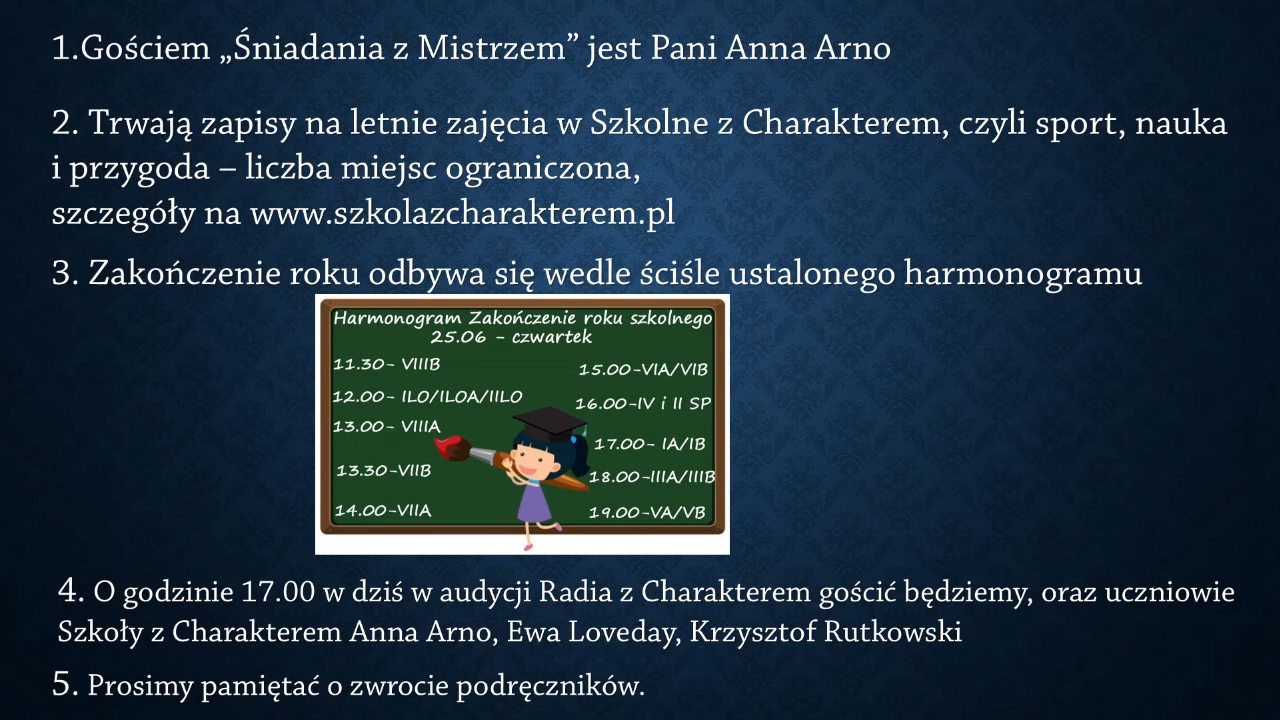 1.Gościem „Śniadania z Mistrzem” jest Pani Anna Arno
2. Trwają zapisy na letnie zajęcia w Szkolne z Charakterem, czyli sport, nauka
i przygoda – liczba miejsc ograniczona,
szczegóły na www.szkolazcharakterem.pl
3. Zakończenie roku odbywa się wedle ściśle ustalonego harmonogramu
Harmonogram Zakończenie roku szkolnego
25.06 - czwartek
11.30- VIIIB
12.00- ILO/ILOA/IILO
13.00- VIIIA
13.30-VIIB
14.00-VIIA
15.00-VIA/VIB
16.00-IV i II SP
17.00- IA/IB
18.00-IIIA/IIIB
19.00-VA/VB
4. O godzinie 17.00 w dziś w audycji Radia z Charakterem gościć będziemy, oraz uczniowie
Szkoły z Charakterem Anna Arno, Ewa Loveday, Krzysztof Rutkowski
5. Prosimy pamiętać o zwrocie podręczników.